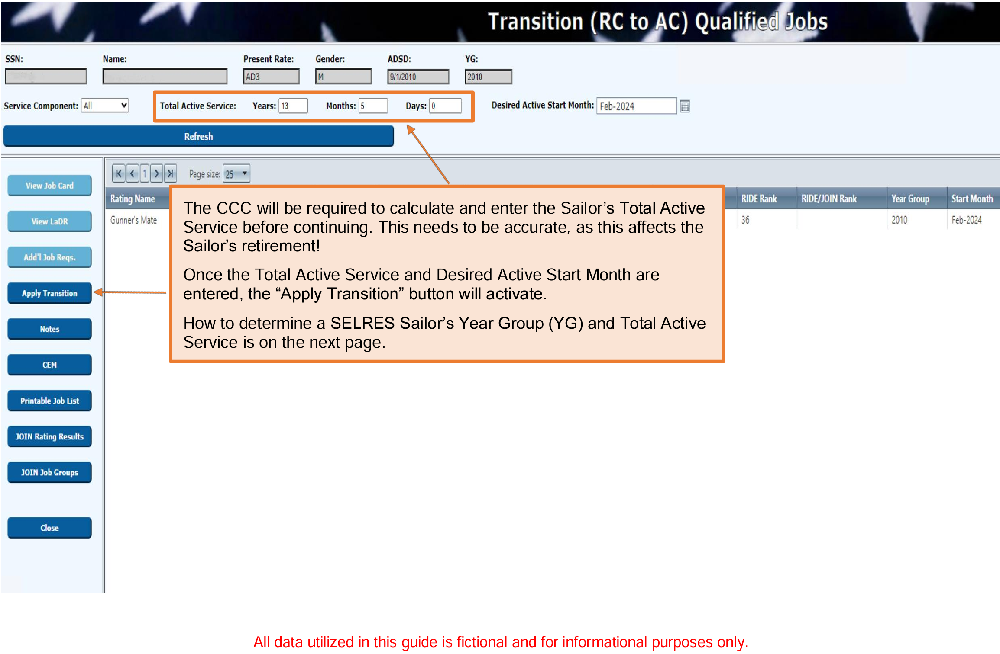 Transition (RC to AC) Qualified Jobs
SSN: Name: Present Rate: Gender: ADSD: YG:
AD3 M 9/1/2010 2010
Service Component: All Total Active Service: Years: 13 Months: 5 Days: 0 Desired Active Start Month: Feb-2024
Refresh
1 Page size: 25
View Job Card
View LaDR
Add'l Job Reqs.
Apply Transition
Notes
CEM
Printable Job List
JOIN Rating Results
JOIN Job Groups
Close
Rating Name RIDE Rank RIDE/JOIN Rank Year Group Start Month
Gunner's Mate 36 2010 Feb-2024
The CCC will be required to calculate and enter the Sailor’s Total Active
Service before continuing. This needs to be accurate, as this affects the
Sailor’s retirement!
Once the Total Active Service and Desired Active Start Month are
entered, the “Apply Transition” button will activate.
How to determine a SELRES Sailor’s Year Group (YG) and Total Active
Service is on the next page.
All data utilized in this guide is fictional and for informational purposes only.